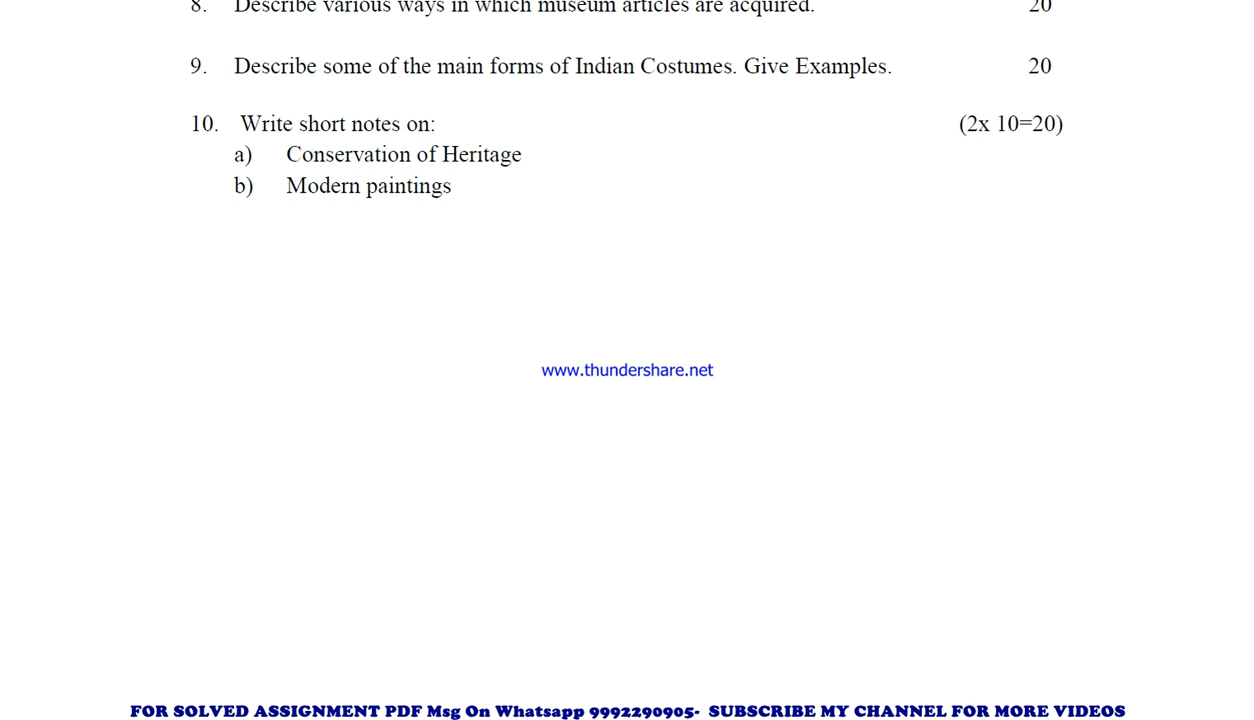 8. Describe various ways in which museum articles are acquired. 20
9. Describe some of the main forms of Indian Costumes. Give Examples. 20
10. Write short notes on: (2x 10=20)
a) Conservation of Heritage
b) Modern paintings
www.thundershare.net
FOR SOLVED ASSIGNMENT PDF Msg On Whatsapp 9992290905- SUBSCRIBE MY CHANNEL FOR MORE VIDEOS